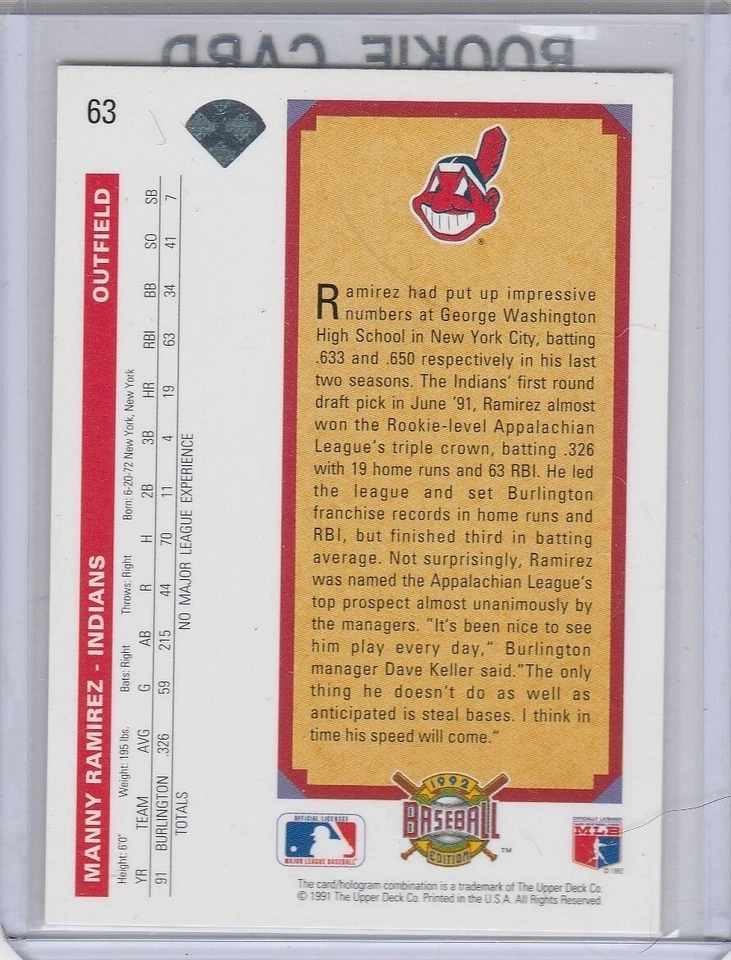 ROOKIE CARD
63
MANNY RAMIREZ - INDIANS OUTFIELD
Height: 6'0" Weight: 195 lbs. Bats: Right Throws: Right Born: 6-20-72 New York, New York
YR TEAM AVG G AB R H 2B 3B HR RBI BB SO SB
91 BURLINGTON .326 59 215 44 70 11 4 19 63 34 41 7
TOTALS NO MAJOR LEAGUE EXPERIENCE
®
Ramirez had put up impressive
numbers at George Washington
High School in New York City, batting
.633 and .650 respectively in his last
two seasons. The Indians' first round
draft pick in June '91, Ramirez almost
won the Rookie-level Appalachian
League's triple crown, batting .326
with 19 home runs and 63 RBI. He led
the league and set Burlington
franchise records in home runs and
RBI, but finished third in batting
average. Not surprisingly, Ramirez
was named the Appalachian League's
top prospect almost unanimously by
the managers. "It's been nice to see
him play every day," Burlington
manager Dave Keller said."The only
thing he doesn't do as well as
anticipated is steal bases. I think in
time his speed will come."
1992
BASEBALL
EDITION
™
OFFICIAL LICENSEE
MAJOR LEAGUE BASEBALL
MLB
© 1992
The card/hologram combination is a trademark of The Upper Deck Co.
© 1991 The Upper Deck Co. Printed in the U.S.A. All Rights Reserved.